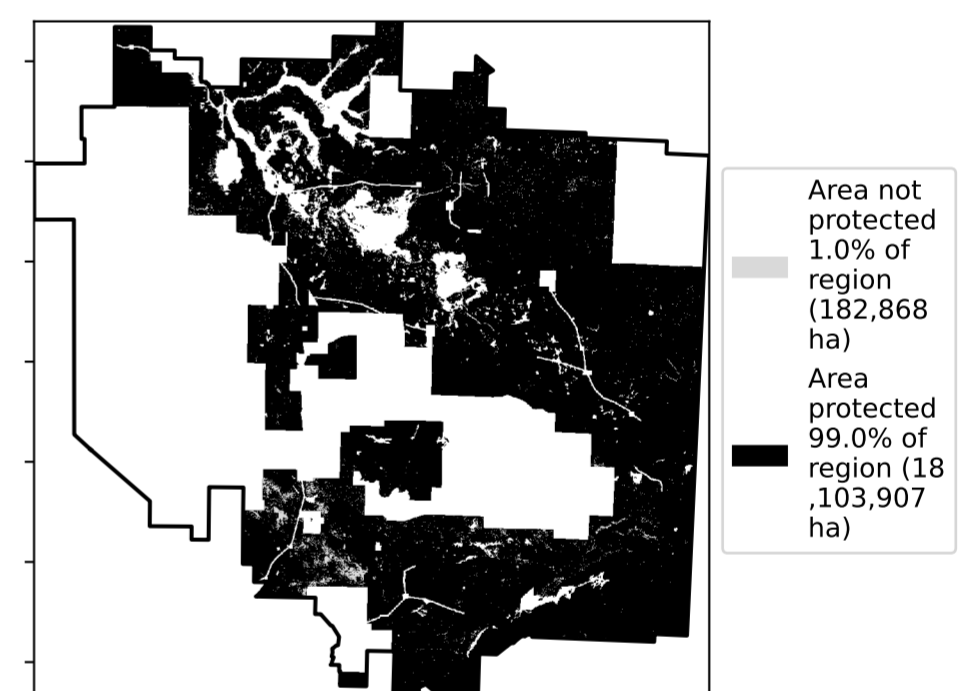 Area not
protected
1.0% of
region
(182,868
ha)
Area
protected
99.0% of
region (18
,103,907
ha)